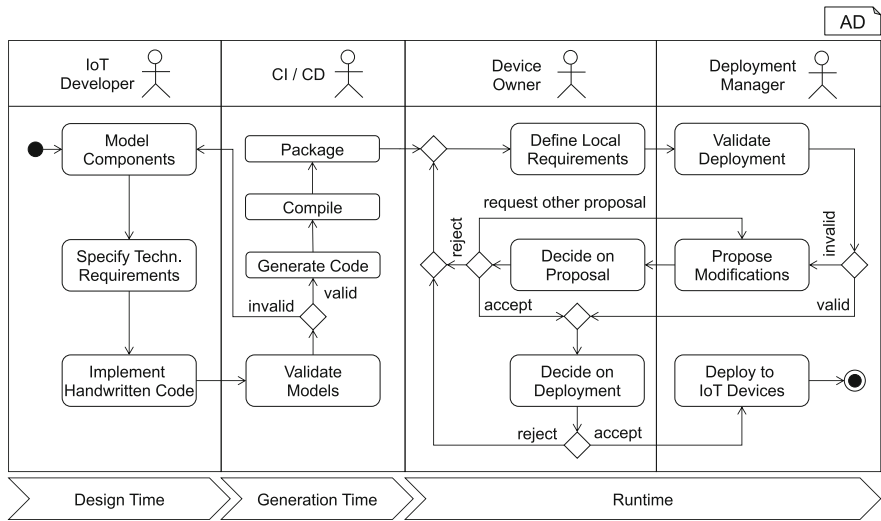 AD
IoT
Developer
CI / CD
Device
Owner
Deployment
Manager
Model
Components
Package
Define Local
Requirements
Validate
Deployment
Compile
request other proposal
reject
invalid
Specify Techn.
Requirements
Generate Code
Decide on
Proposal
Propose
Modifications
invalid
valid
accept
valid
Implement
Handwritten Code
Validate
Models
Decide on
Deployment
Deploy to
IoT Devices
reject
accept
Design Time
Generation Time
Runtime